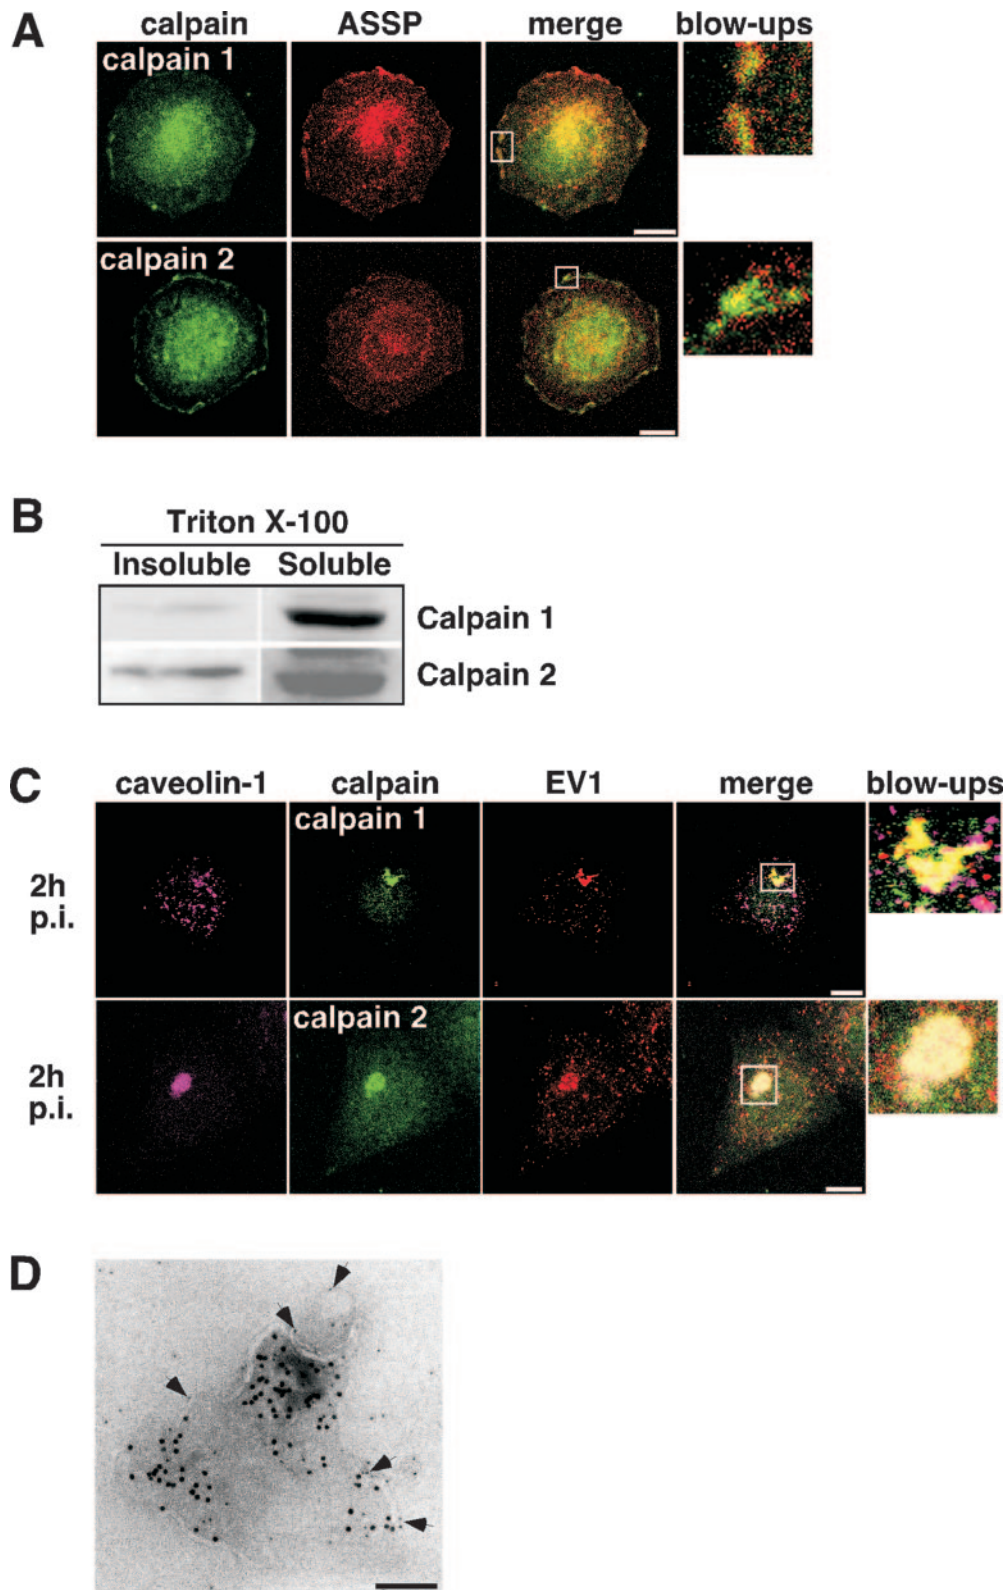 A
calpain ASSP merge blow-ups
calpain 1
calpain 2
B
Triton X-100
Insoluble Soluble
Calpain 1
Calpain 2
C
caveolin-1 calpain EV1 merge blow-ups
calpain 1
2h
p.i.
calpain 2
2h
p.i.
D